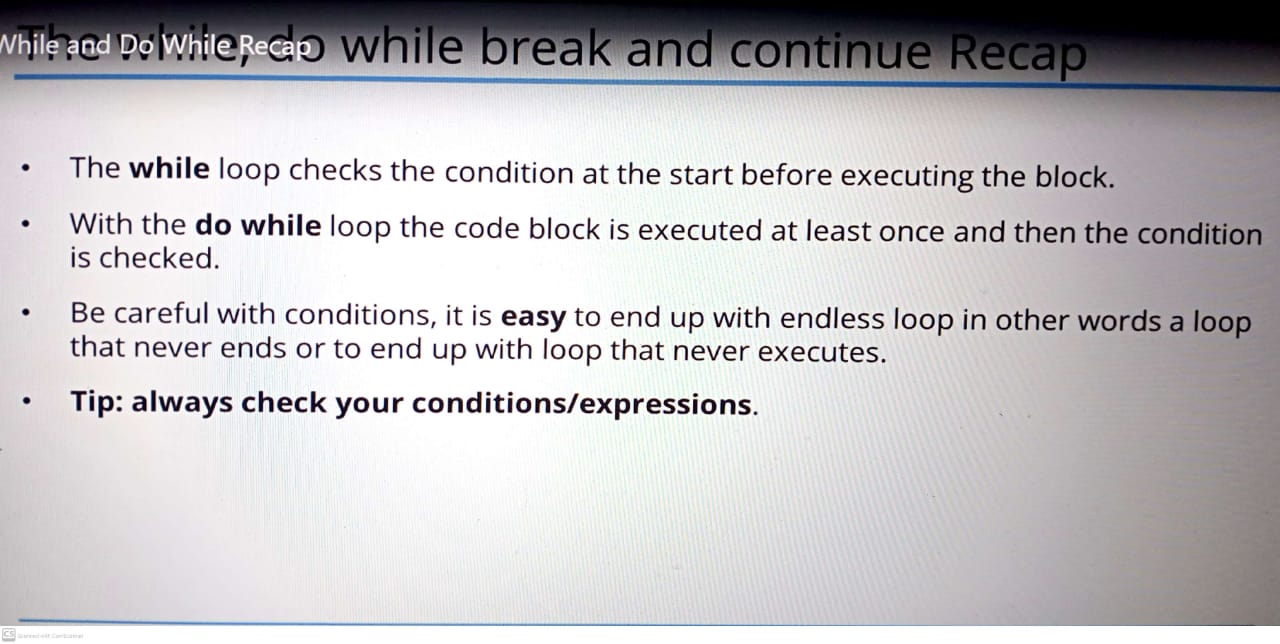 The while, do while break and continue Recap
While and Do While Recap
• The while loop checks the condition at the start before executing the block.
• With the do while loop the code block is executed at least once and then the condition
is checked.
• Be careful with conditions, it is easy to end up with endless loop in other words a loop
that never ends or to end up with loop that never executes.
• Tip: always check your conditions/expressions.
CS Scanned with CamScanner